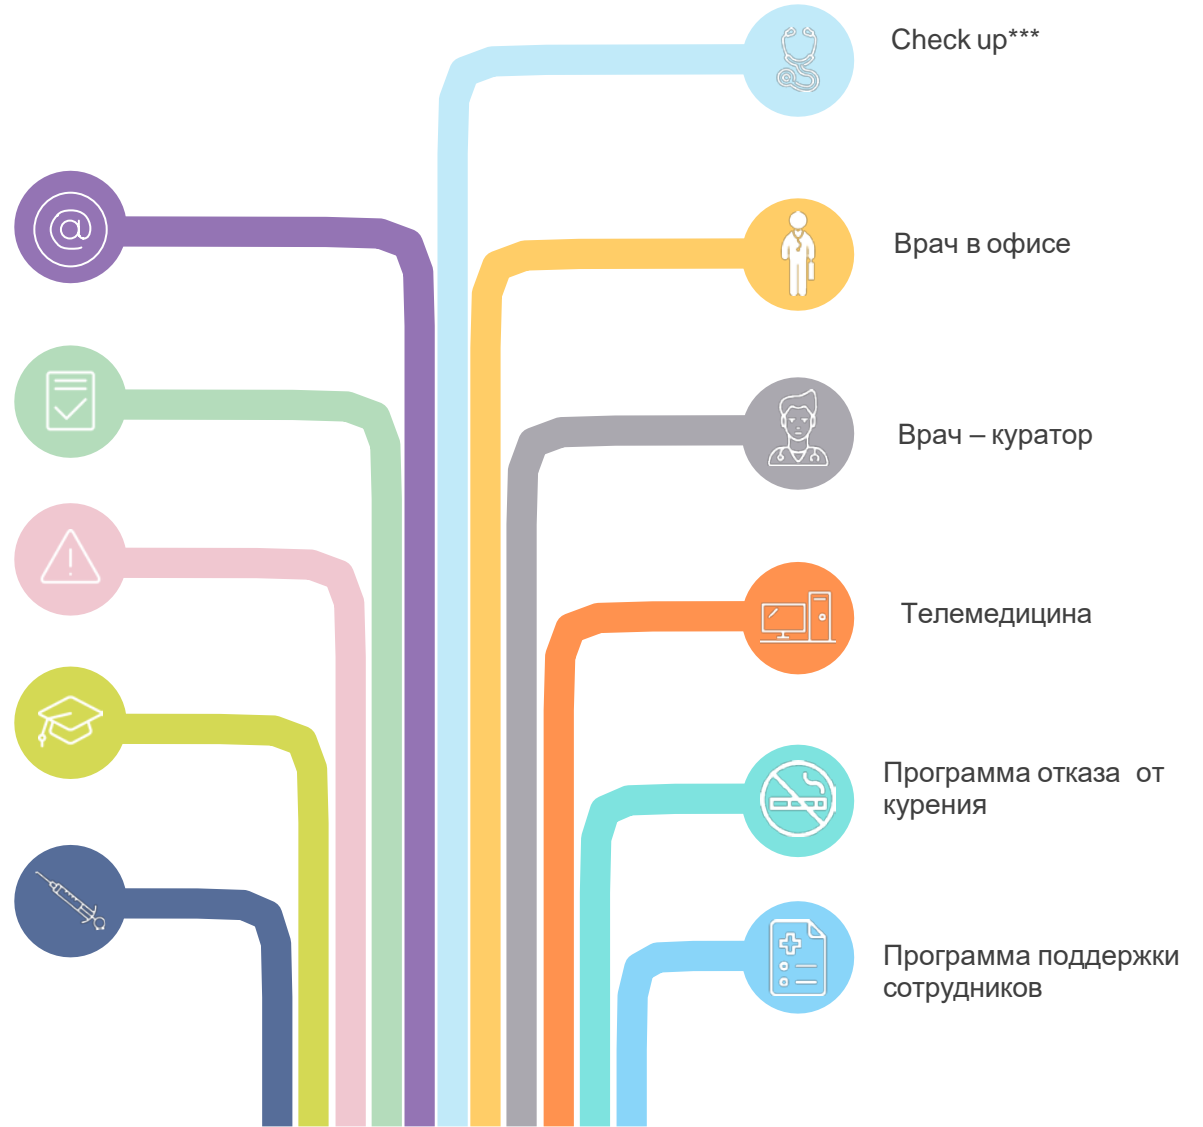 Check up***
Врач в офисе
Врач – куратор
Телемедицина
Программа отказа от
курения
Программа поддержки
сотрудников
@